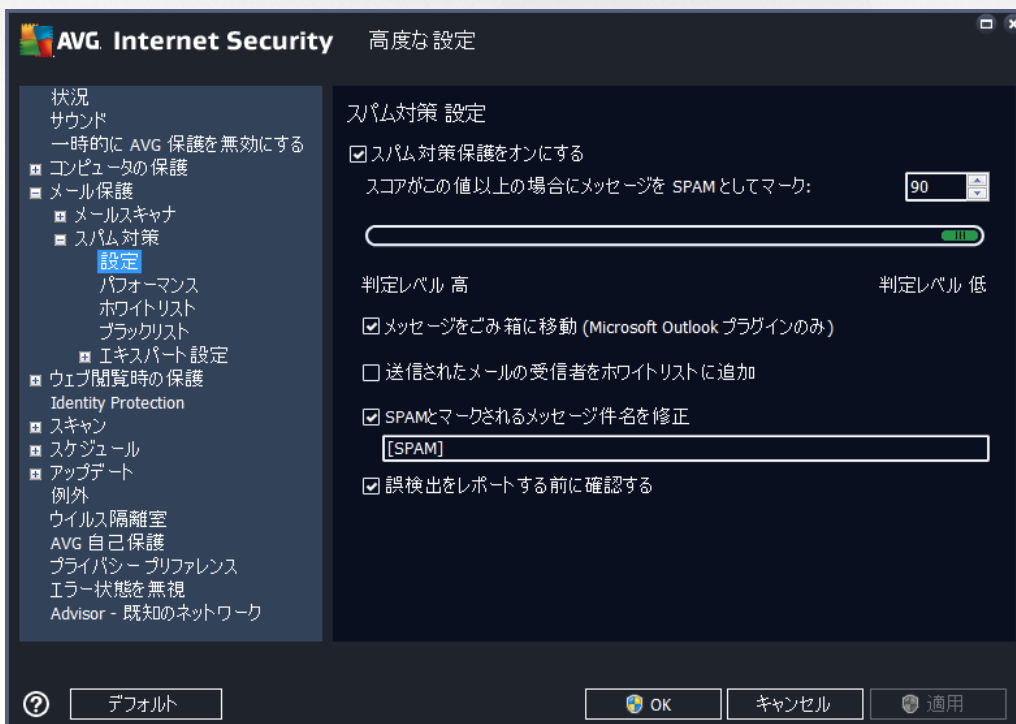 AVG. Internet Security 高度な設定
状況
サウンド
一時的に AVG 保護を無効にする
コンピュータの保護
メール保護
メールスキャナ
スパム対策
設定
パフォーマンス
ホワイトリスト
ブラックリスト
エキスパート設定
ウェブ閲覧時の保護
Identity Protection
スキャン
スケジュール
アップデート
例外
ウイルス隔離室
AVG 自己保護
プライバシー プリファレンス
エラー状態を無視
Advisor - 既知のネットワーク
スパム対策 設定
スパム対策保護をオンにする
スコアがこの値以上の場合にメッセージを SPAM としてマーク: 90
判定レベル 高 判定レベル 低
メッセージをごみ箱に移動 (Microsoft Outlook プラグインのみ)
送信されたメールの受信者をホワイトリストに追加
SPAMとマークされるメッセージ件名を修正
[SPAM]
誤検出をレポートする前に確認する
? デフォルト OK キャンセル 適用